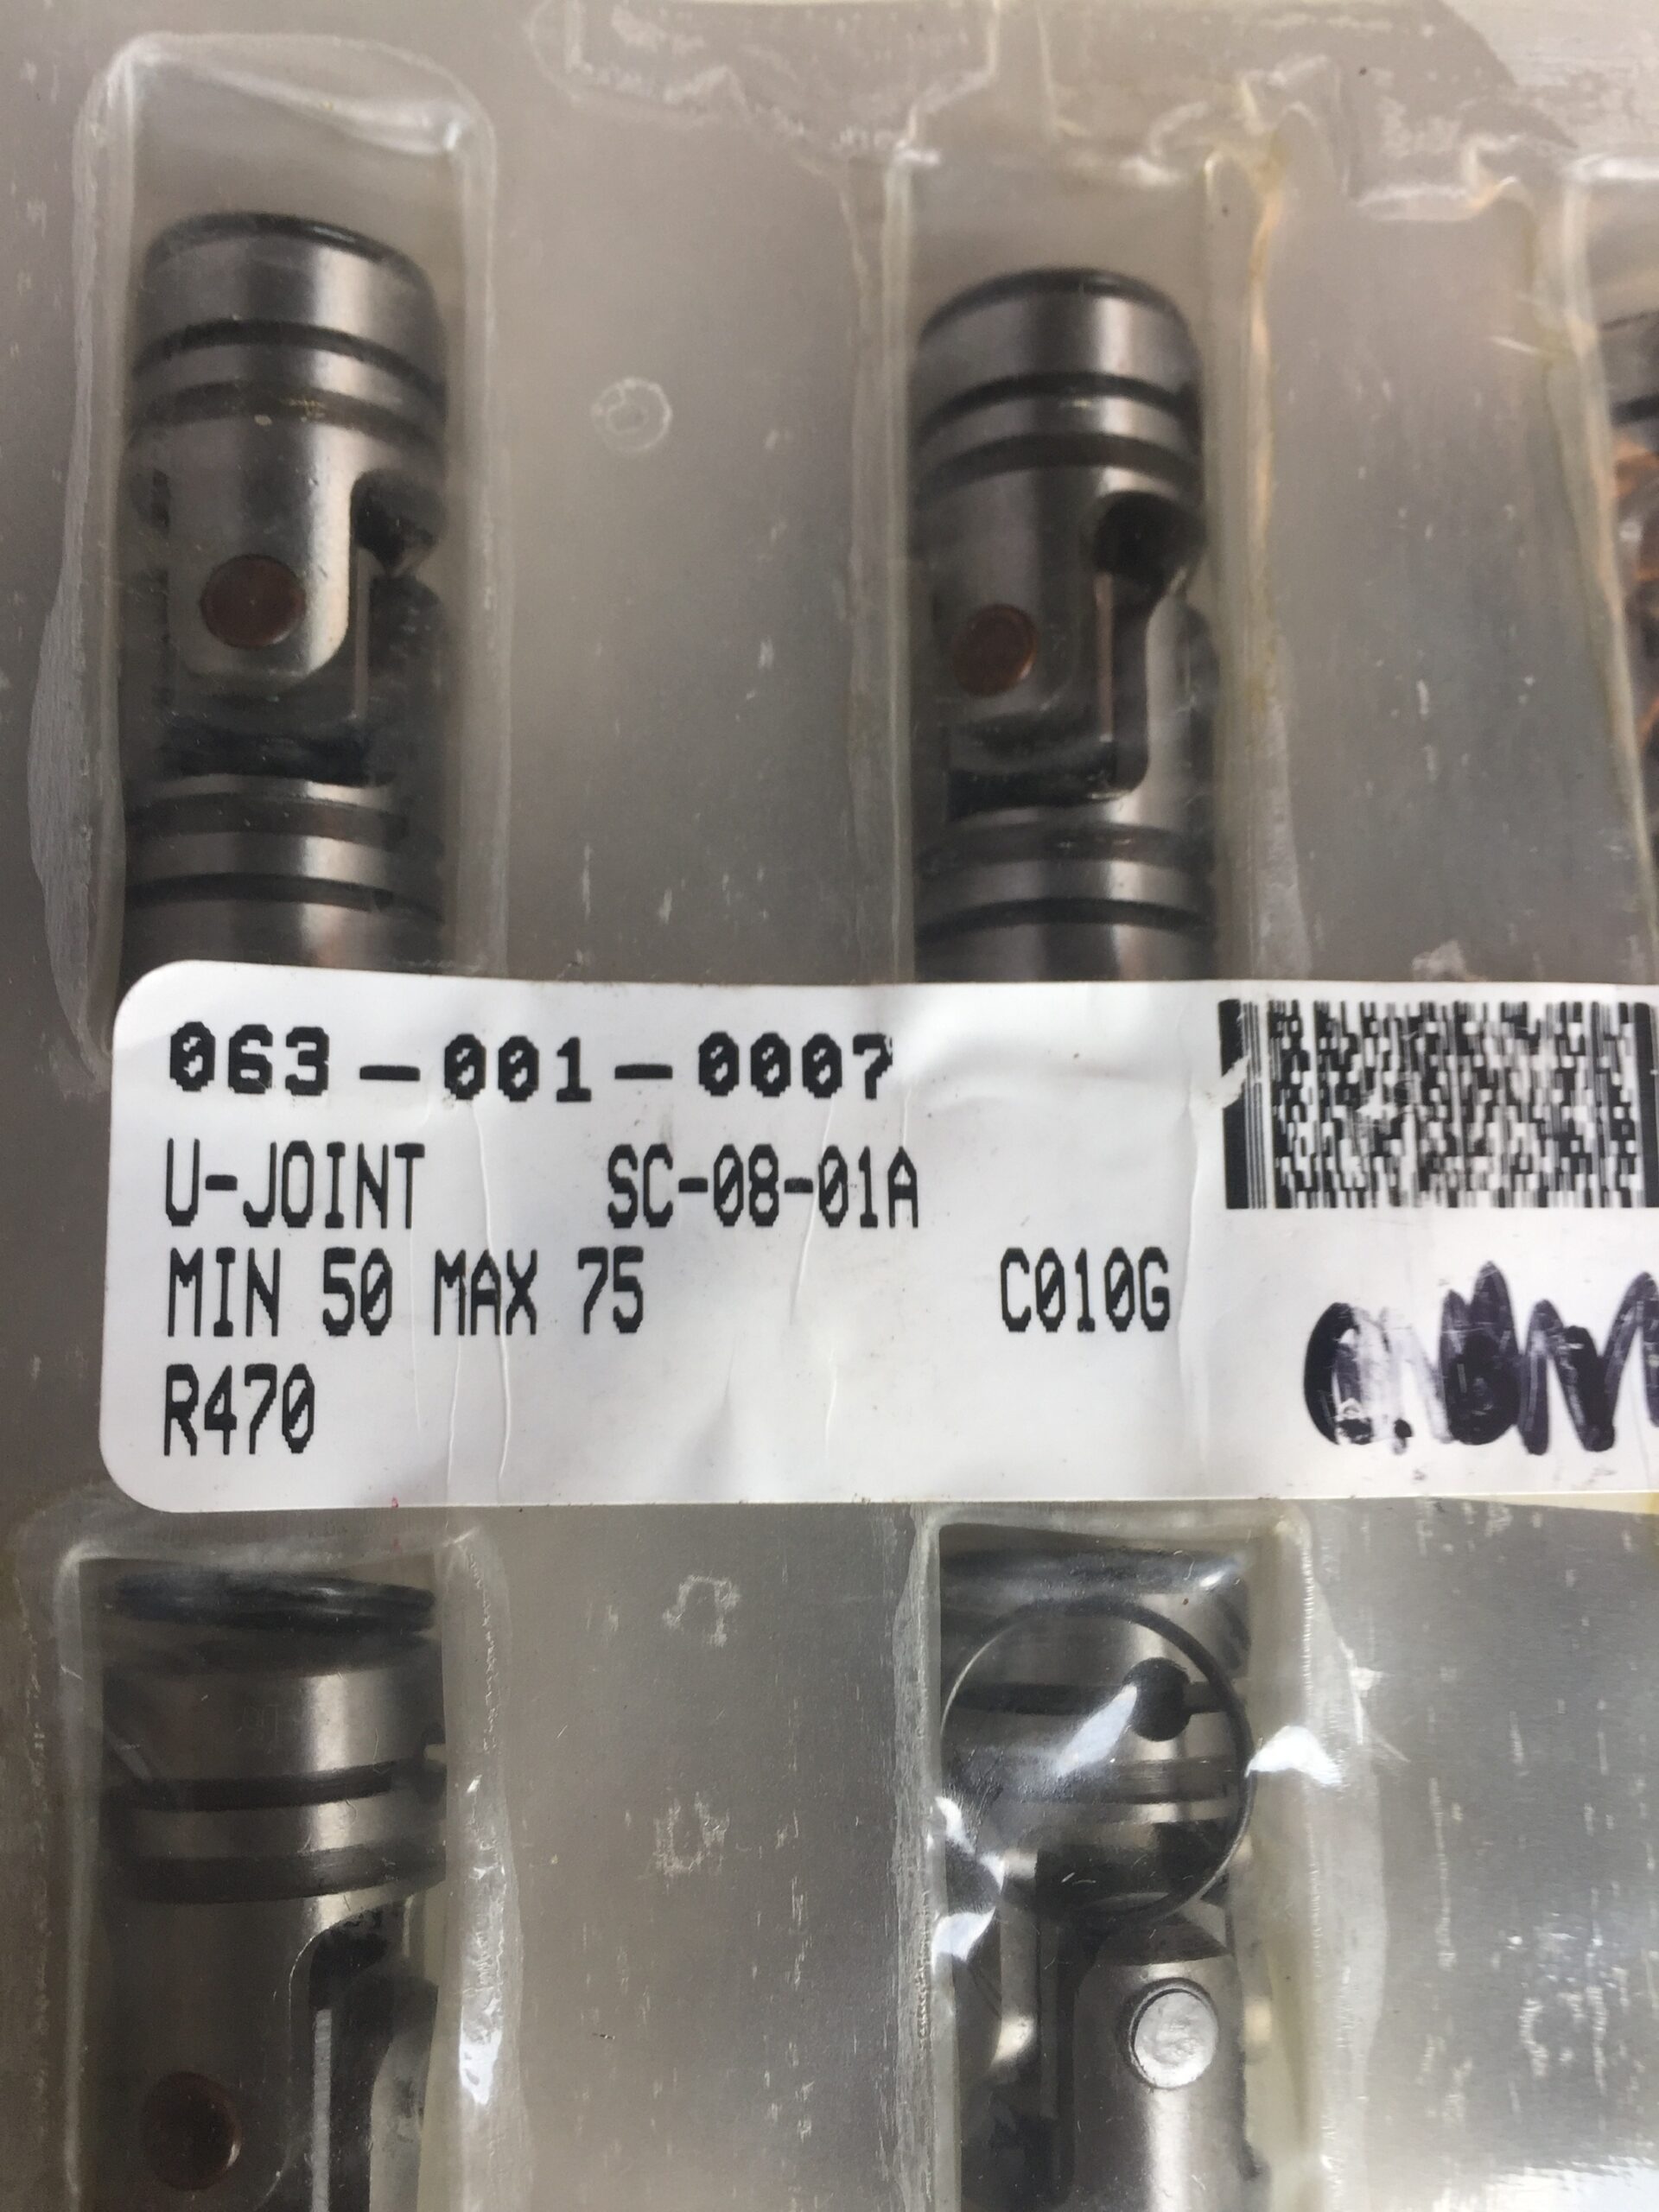 063-001-0007
U-JOINT SC-08-01A
MIN 50 MAX 75 C010G
R470